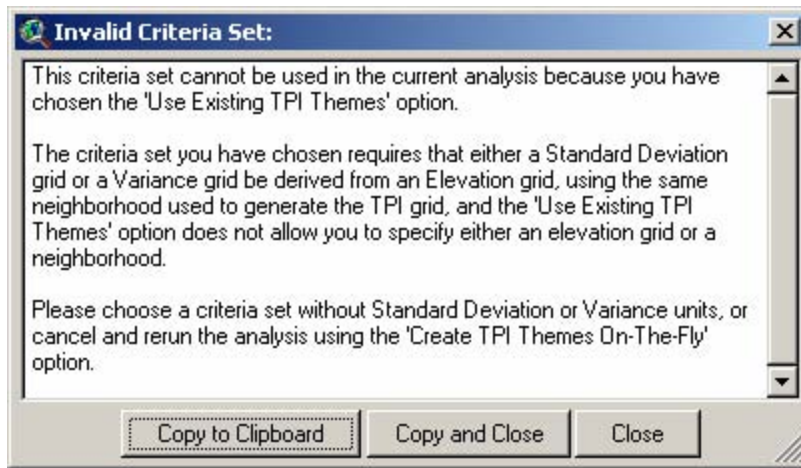 Invalid Criteria Set:
This criteria set cannot be used in the current analysis because you have
chosen the 'Use Existing TPI Themes' option.
The criteria set you have chosen requires that either a Standard Deviation
grid or a Variance grid be derived from an Elevation grid, using the same
neighborhood used to generate the TPI grid, and the 'Use Existing TPI
Themes' option does not allow you to specify either an elevation grid or a
neighborhood.
Please choose a criteria set without Standard Deviation or Variance units, or
cancel and rerun the analysis using the 'Create TPI Themes On-The-Fly'
option.
Copy to Clipboard
Copy and Close
Close